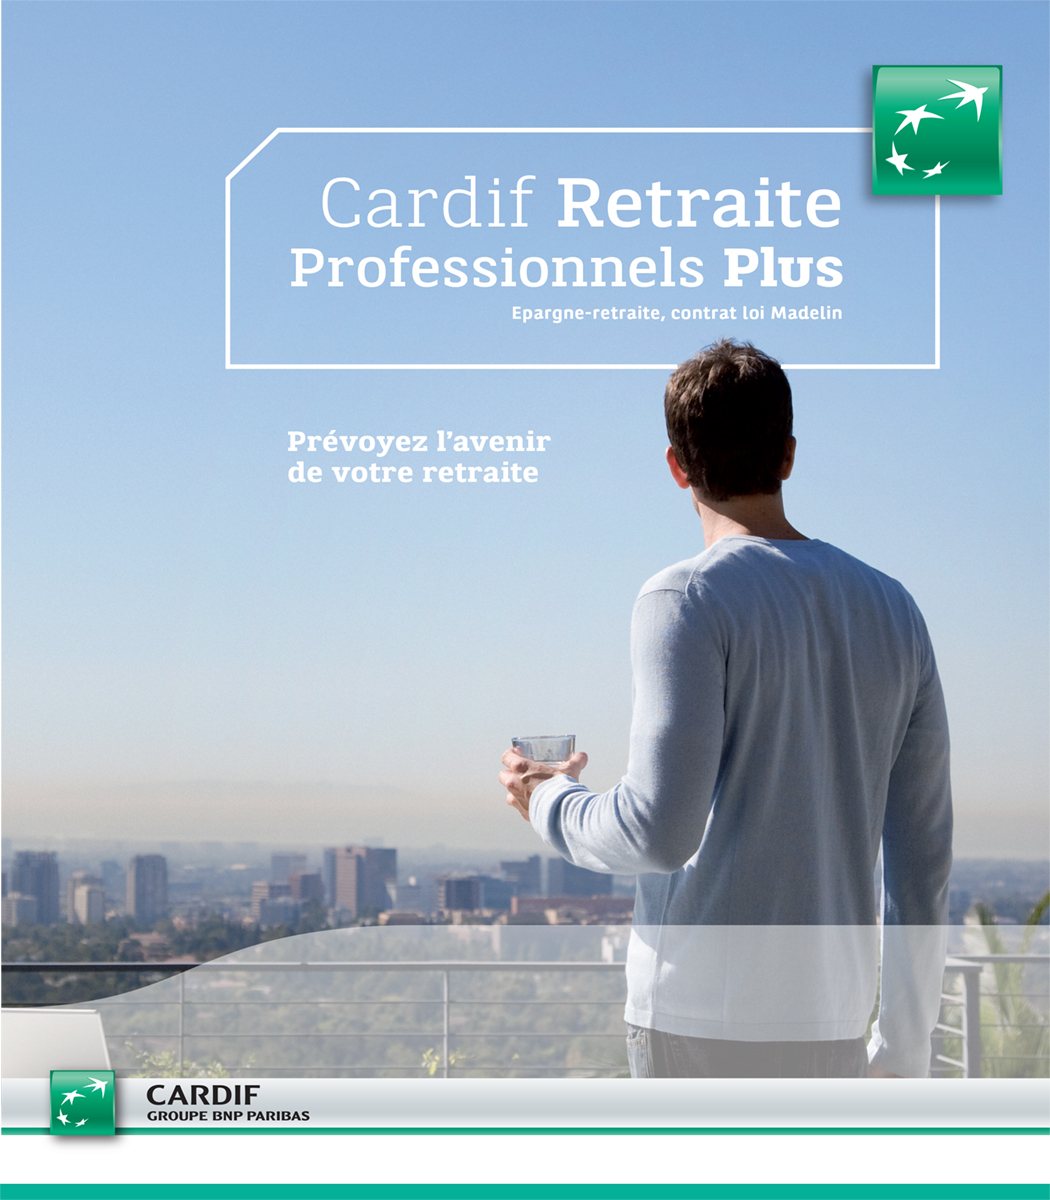 Cardif Retraite
Professionnels Plus
Epargne-retraite, contrat loi Madelin
Prévoyez l'avenir
de votre retraite
CARDIF
GROUPE BNP PARIBAS